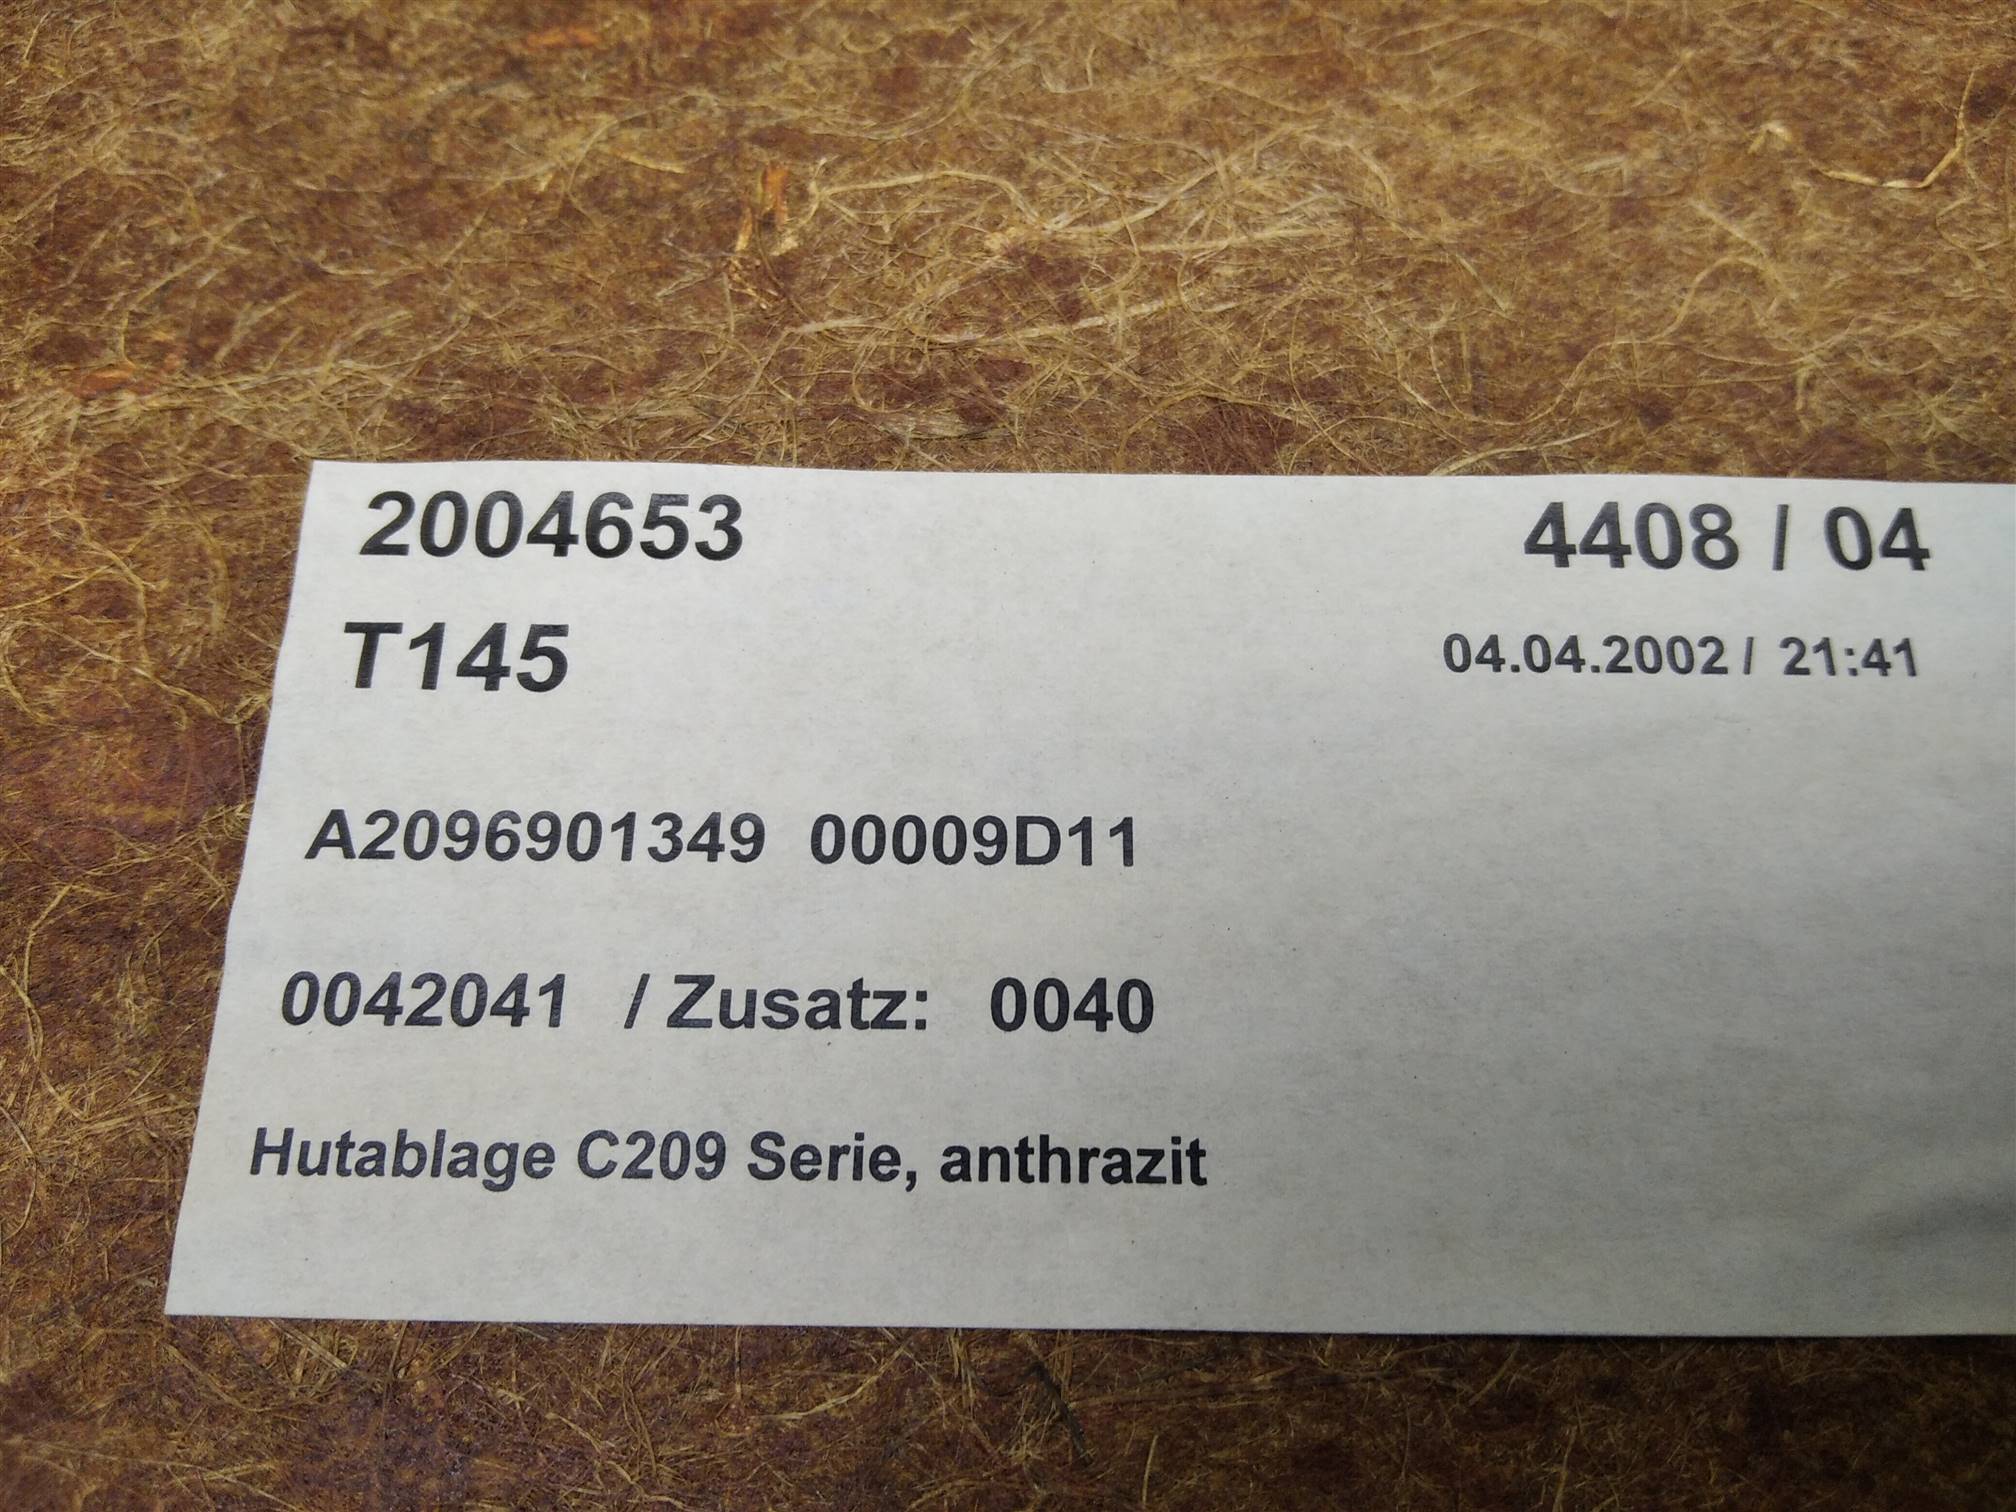 2004653 4408 / 04
T145 04.04.2002 / 21:41
A2096901349 00009D11
0042041 / Zusatz: 0040
Hutablage C209 Serie, anthrazit